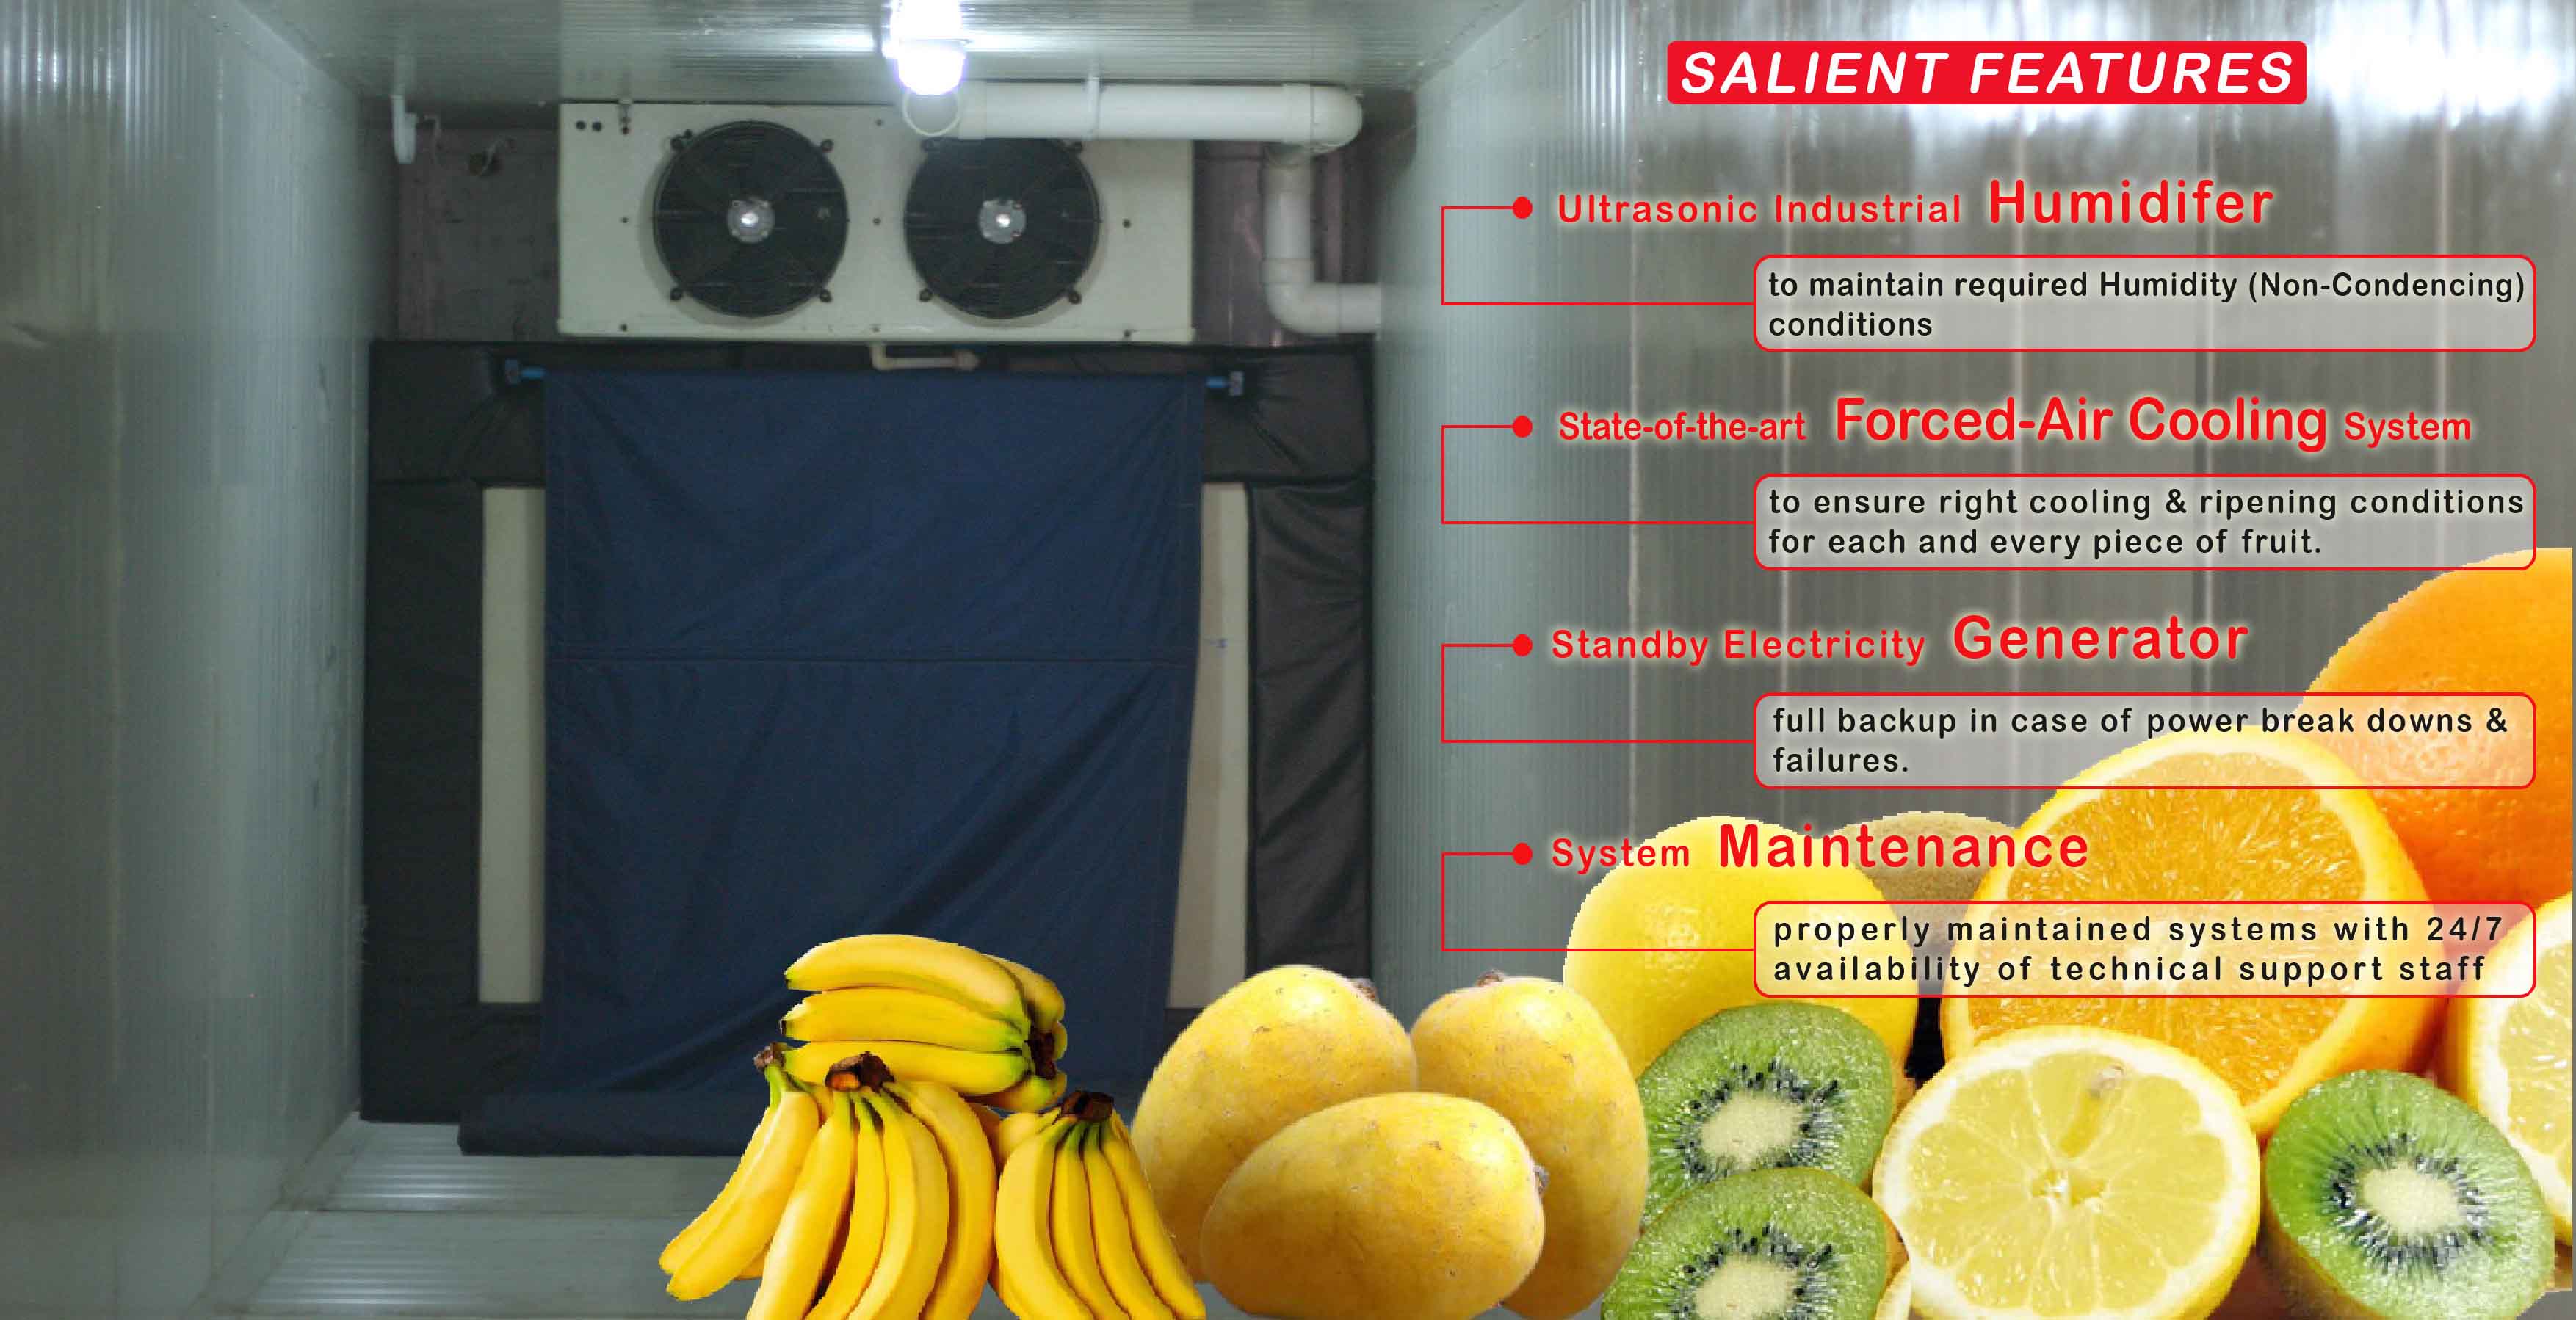 SALIENT FEATURES
Ultrasonic Industrial Humidifer
to maintain required Humidity (Non-Condencing)
conditions
State-of-the-art Forced-Air Cooling System
to ensure right cooling & ripening conditions
for each and every piece of fruit.
Standby Electricity Generator
full backup in case of power break downs &
failures.
System Maintenance
properly maintained systems with 24/7
availability of technical support staff